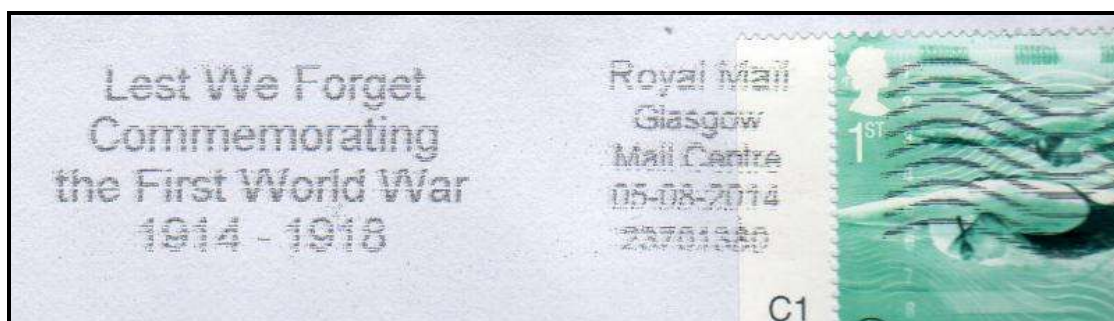 Lest We Forget
Commemorating
the First World War
1914 - 1918
Royal Mail
Glasgow
Mail Centre
05-08-2014
23701380
1ST
C1